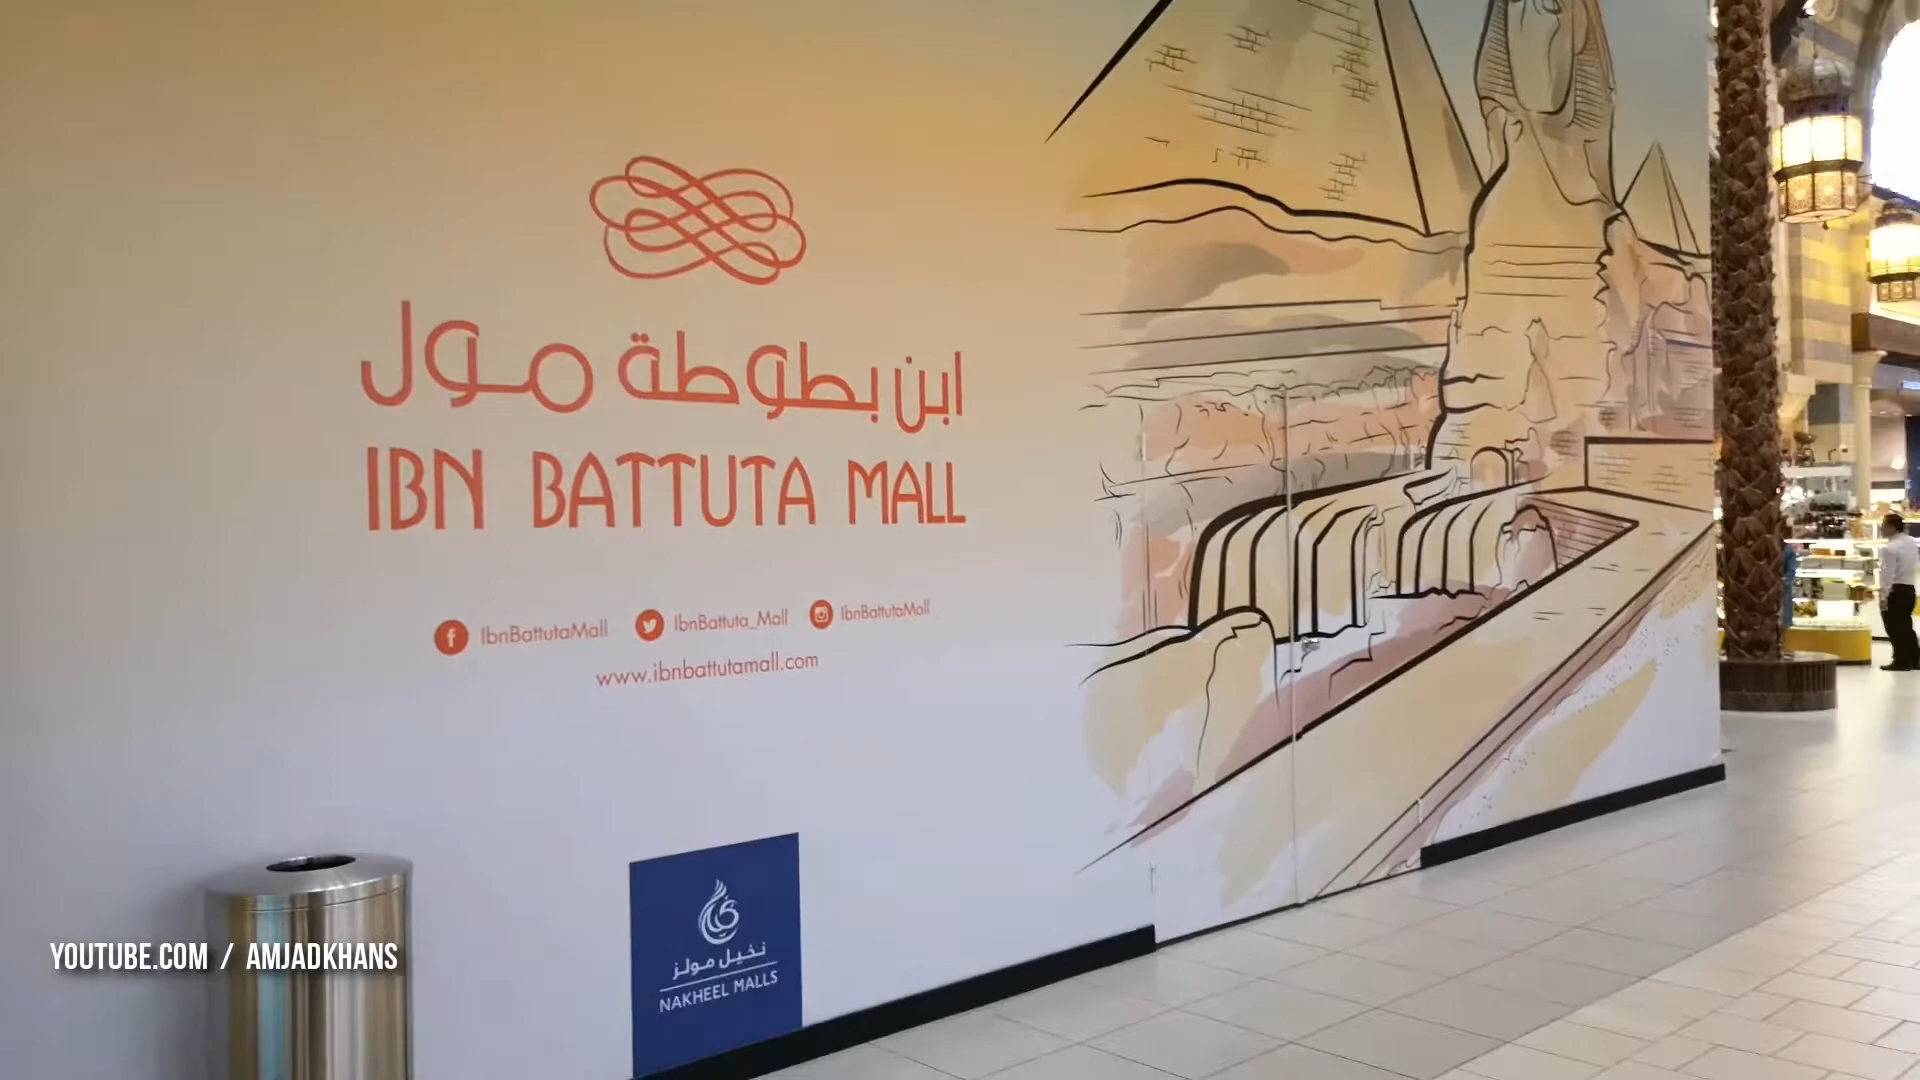 ابن بطوطة مول
IBN BATTUTA MALL
IbnBattutaMall IbnBattuta_Mall IbnBattutaMall
www.ibnbattutamall.com
نخيل مولز
NAKHEEL MALLS
YOUTUBE.COM / AMJADKHANS